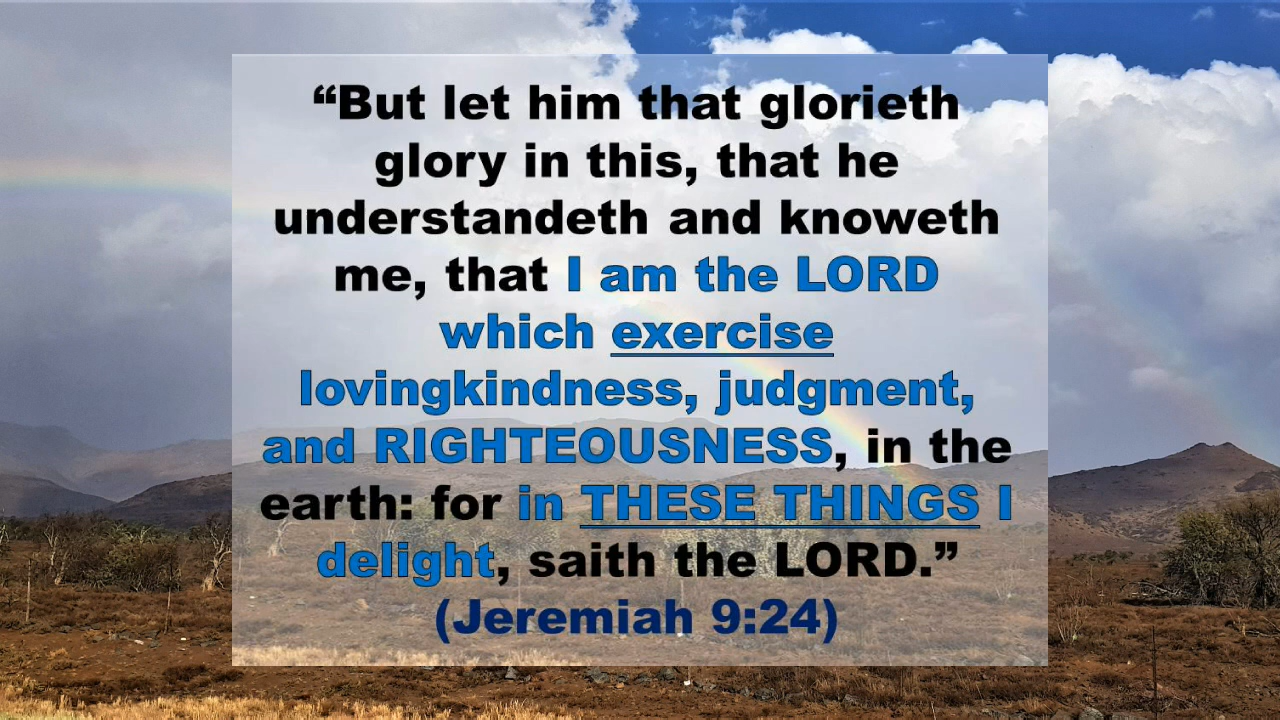 “But let him that glorieth
glory in this, that he
understandeth and knoweth
me, that I am the LORD
which exercise
lovingkindness, judgment,
and RIGHTEOUSNESS, in the
earth: for in THESE THINGS I
delight, saith the LORD.”
(Jeremiah 9:24)